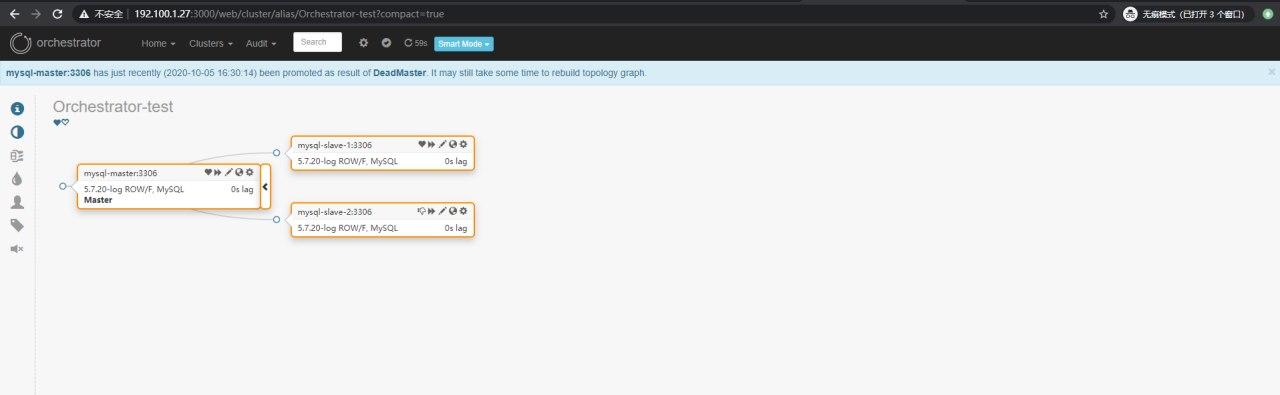 不安全 192.100.1.27:3000/web/cluster/alias/Orchestrator-test?compact=true
无痕模式 (已打开 3 个窗口)
orchestrator Home Clusters Audit Search 59s Smart Mode
mysql-master:3306 has just recently (2020-10-05 16:30:14) been promoted as result of DeadMaster. It may still take some time to rebuild topology graph. ×
Orchestrator-test
mysql-slave-1:3306
5.7.20-log ROW/F, MySQL 0s lag
mysql-master:3306
5.7.20-log ROW/F, MySQL 0s lag
Master
mysql-slave-2:3306
5.7.20-log ROW/F, MySQL 0s lag